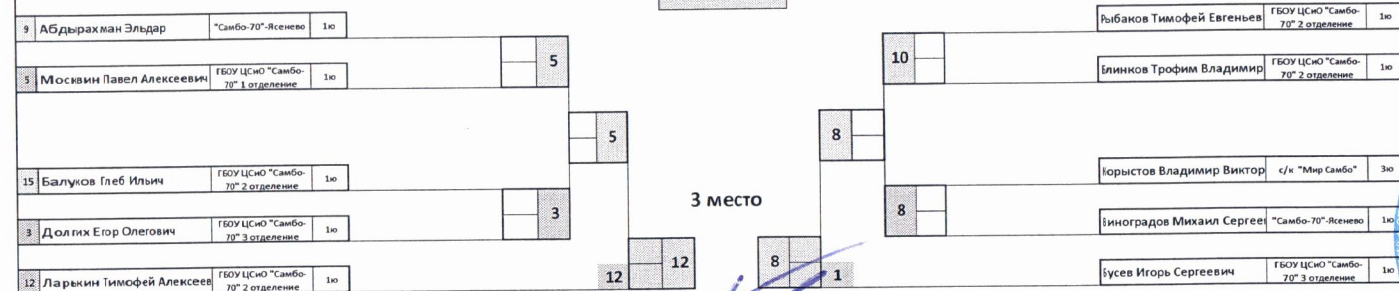 9 Абдырахман Эльдар "Самбо-70"-Ясенево 1ю
5 Москвин Павел Алексеевич ГБОУ ЦСиО "Самбо-
70" 1 отделение 1ю
5
15 Балуков Глеб Ильич ГБОУ ЦСиО "Самбо-
70" 2 отделение 1ю
3 Долгих Егор Олегович ГБОУ ЦСиО "Самбо-
70" 3 отделение 1ю
3
5
12 Ларькин Тимофей Алексеев ГБОУ ЦСиО "Самбо-
70" 2 отделение 1ю
12
12
3 место
Рыбаков Тимофей Евгеньев ГБОУ ЦСиО "Самбо-
70" 2 отделение 1ю
10
Блинков Трофим Владимир ГБОУ ЦСиО "Самбо-
70" 2 отделение 1ю
8
Корыстов Владимир Виктор с/к "Мир Самбо" 3ю
8
Виноградов Михаил Сергее "Самбо-70"-Ясенево 1ю
8
1
Гусев Игорь Сергеевич ГБОУ ЦСиО "Самбо-
70" 3 отделение 1ю